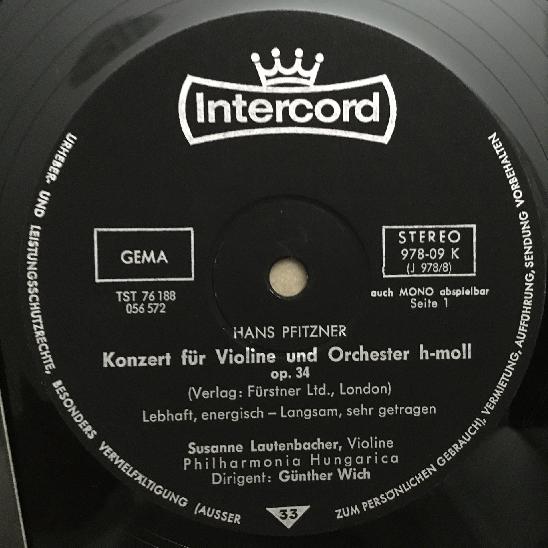 Intercord
GEMA
TST 76 188
056 572
STEREO
978-09 K
(J 978/8)
auch MONO abspielbar
Seite 1
HANS PFITZNER
Konzert für Violine und Orchester h-moll
op. 34
(Verlag: Fürstner Ltd., London)
Lebhaft, energisch – Langsam, sehr getragen
Susanne Lautenbacher, Violine
Philharmonia Hungarica
Dirigent: Günther Wich
33
URHEBER- UND LEISTUNGSSCHUTZRECHTE, BESONDERS VERVIELFÄLTIGUNG (AUSSER ZUM PERSÖNLICHEN GEBRAUCH), VERMIETUNG, AUFFÜHRUNG, SENDUNG VORBEHALTEN